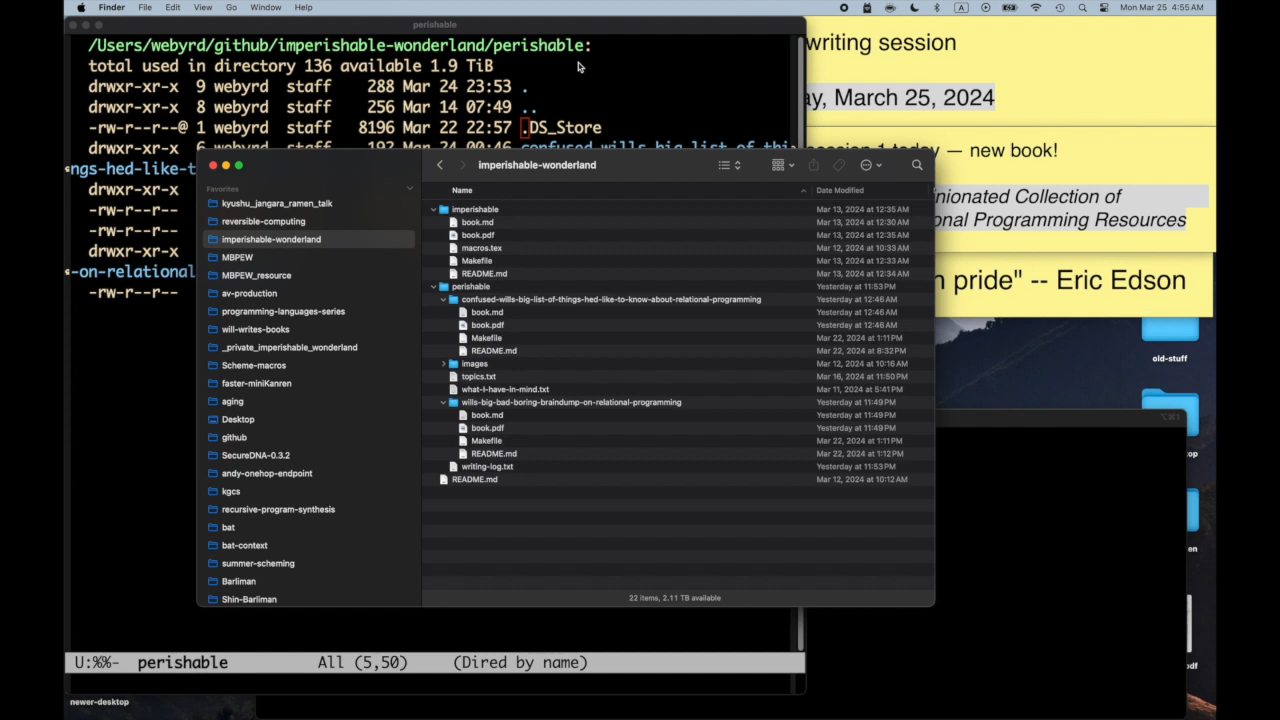 Finder File Edit View Go Window Help Mon Mar 25 4:55 AM
perishable
/Users/webyrd/github/imperishable-wonderland/perishable:
total used in directory 136 available 1.9 TiB
drwxr-xr-x 9 webyrd staff 288 Mar 24 23:53 .
drwxr-xr-x 8 webyrd staff 256 Mar 14 07:49 ..
-rw-r--r--@ 1 webyrd staff 8196 Mar 22 22:57 .DS_Store
ngs-hed-like-t
drwxr-xr-x
-rw-r--r--
-rw-r--r--
drwxr-xr-x
-on-relational
-rw-r--r--
U:%%- perishable All (5,50) (Dired by name)
newer-desktop
imperishable-wonderland
Favorites
kyushu_jangara_ramen_talk
reversible-computing
imperishable-wonderland
MBPEW
MBPEW_resource
av-production
programming-languages-series
will-writes-books
_private_imperishable_wonderland
Scheme-macros
faster-miniKanren
aging
Desktop
github
SecureDNA-0.3.2
andy-onehop-endpoint
kgcs
recursive-program-synthesis
bat
bat-context
summer-scheming
Barliman
Shin-Barliman
Name Date Modified
imperishable Mar 13, 2024 at 12:35 AM
book.md Mar 13, 2024 at 12:30 AM
book.pdf Mar 13, 2024 at 12:35 AM
macros.tex Mar 12, 2024 at 10:33 AM
Makefile Mar 13, 2024 at 12:33 AM
README.md Mar 13, 2024 at 12:34 AM
perishable Yesterday at 11:53 PM
confused-wills-big-list-of-things-hed-like-to-know-about-relational-programming Yesterday at 12:46 AM
book.md Yesterday at 12:46 AM
book.pdf Yesterday at 12:46 AM
Makefile Mar 22, 2024 at 1:11 PM
README.md Mar 22, 2024 at 8:32 PM
images Mar 12, 2024 at 10:16 AM
topics.txt Mar 16, 2024 at 11:50 PM
what-I-have-in-mind.txt Mar 11, 2024 at 5:41 PM
wills-big-bad-boring-braindump-on-relational-programming Yesterday at 11:49 PM
book.md Yesterday at 11:49 PM
book.pdf Yesterday at 11:49 PM
Makefile Mar 22, 2024 at 1:11 PM
README.md Mar 22, 2024 at 1:12 PM
writing-log.txt Yesterday at 11:53 PM
README.md Mar 12, 2024 at 10:12 AM
22 items, 2.11 TB available
writing session
ay, March 25, 2024
session 1 today — new book!
nionated Collection of
onal Programming Resources
n pride" -- Eric Edson
old-stuff
top
en
pdf
⌥⌘1